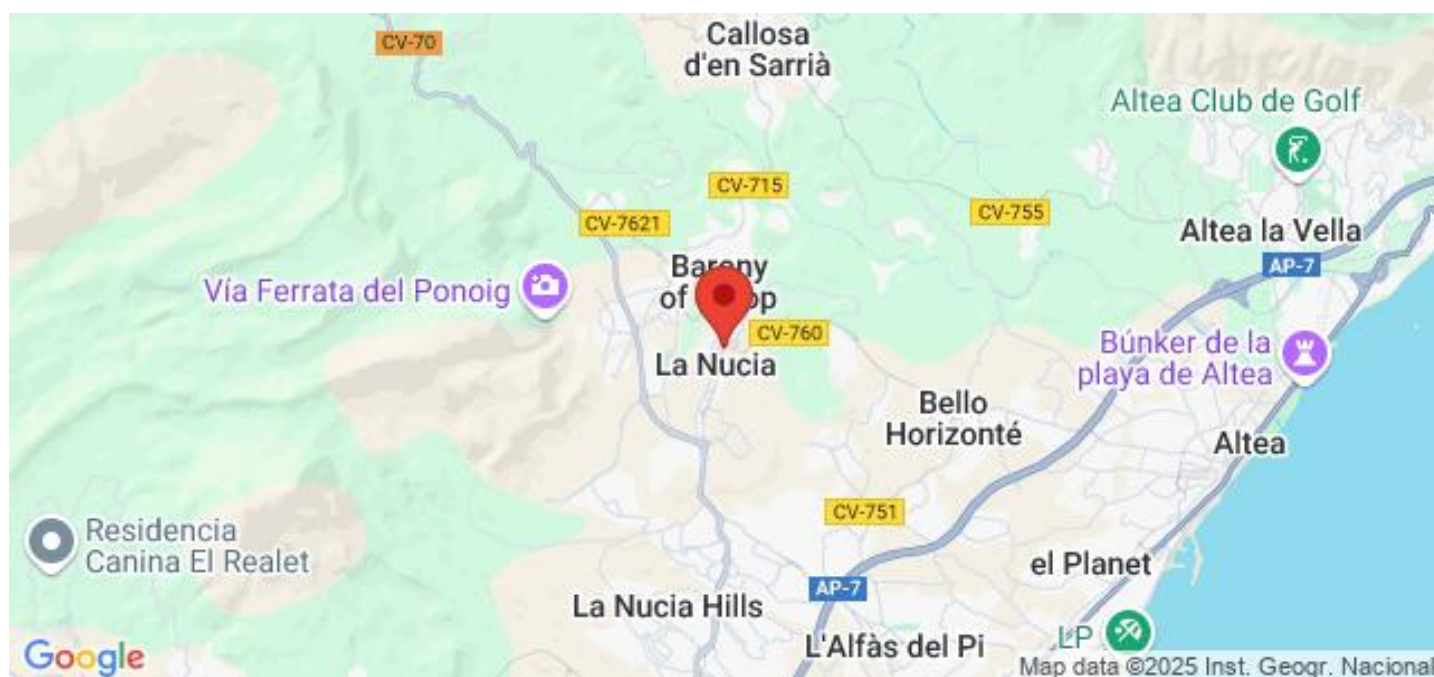 CV-70
Callosa
d'en Sarrià
Altea Club de Golf
CV-715
CV-7621
CV-755
Altea la Vella
AP-7
Barony
of
Vía Ferrata del Ponoig
CV-760
La Nucia
Búnker de la
playa de Altea
Bello
Horizonté
Altea
CV-751
Residencia
Canina El Realet
el Planet
AP-7
La Nucia Hills
L'Alfàs del Pi
LP
Google
Map data ©2025 Inst. Geogr. Nacional